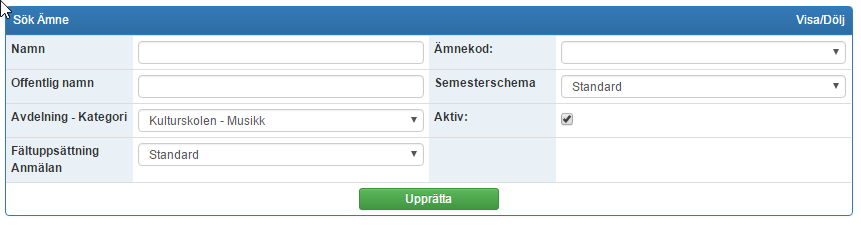 Sök Ämne Visa/Dölj
Namn Ämnekod:
Offentlig namn Semesterschema Standard
Avdelning - Kategori Kulturskolen - Musikk Aktiv:
Fältuppsättning Standard
Anmälan
Upprätta